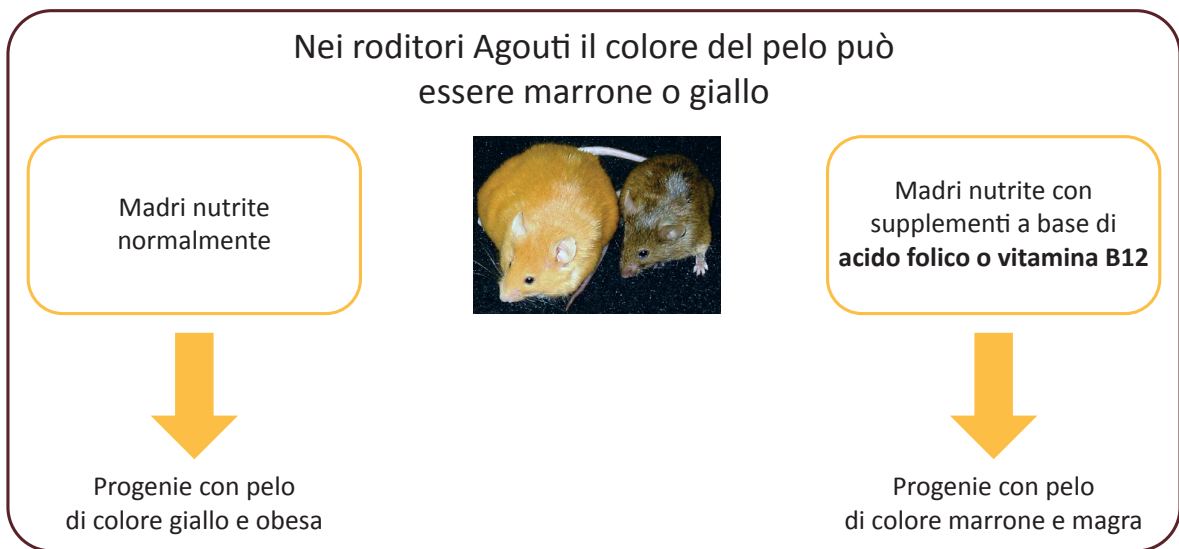 Nei roditori Agouti il colore del pelo può
essere marrone o giallo
Madri nutrite
normalmente
Madri nutrite con
supplementi a base di
acido folico o vitamina B12
Progenie con pelo
di colore giallo e obesa
Progenie con pelo
di colore marrone e magra